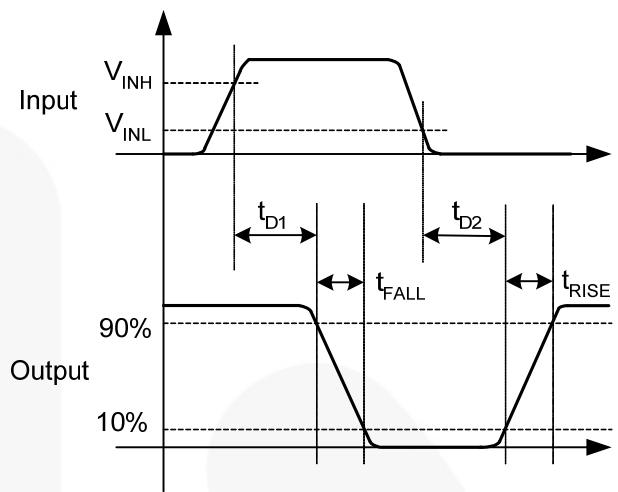 V_INH
Input
V_INL
t_D1
t_D2
t_FALL
t_RISE
90%
Output
10%